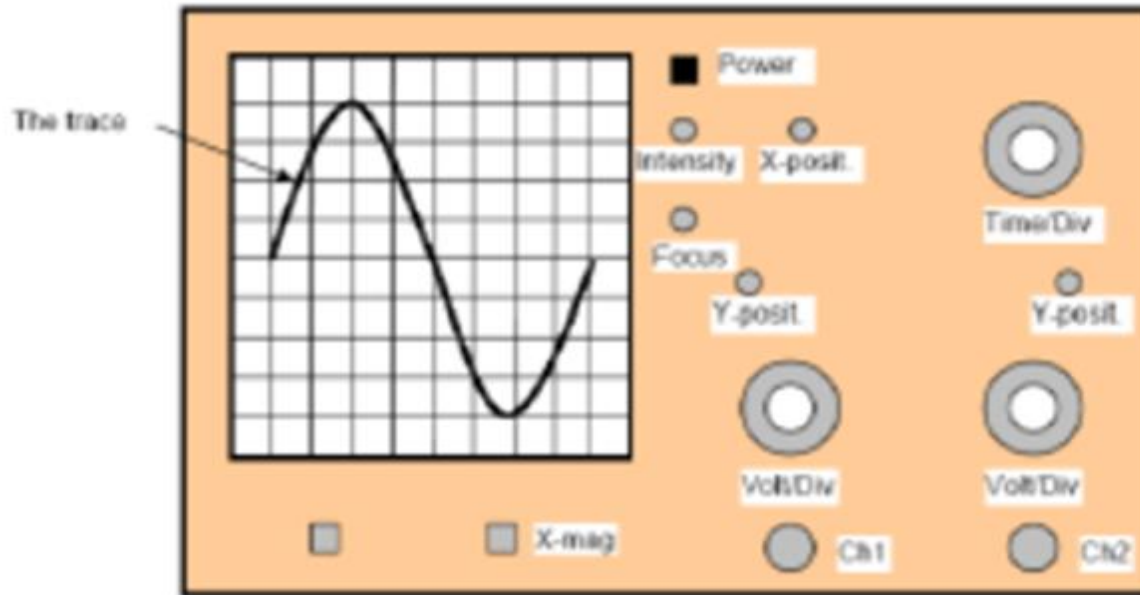 Power
The trace
Intensity
X-posit.
Time/Div
Focus
Y-posit.
Y-posit.
Volt/Div
Volt/Div
X-mag
Ch1
Ch2